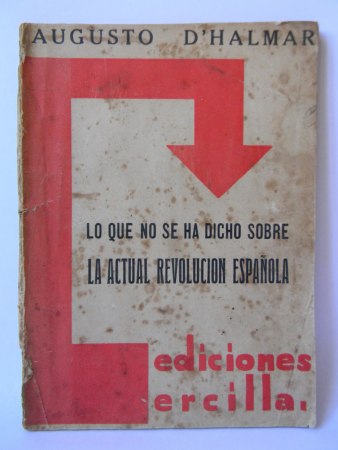 AUGUSTO D'HALMAR
LO QUE NO SE HA DICHO SOBRE
LA ACTUAL REVOLUCION ESPAÑOLA
ediciones
ercilla.